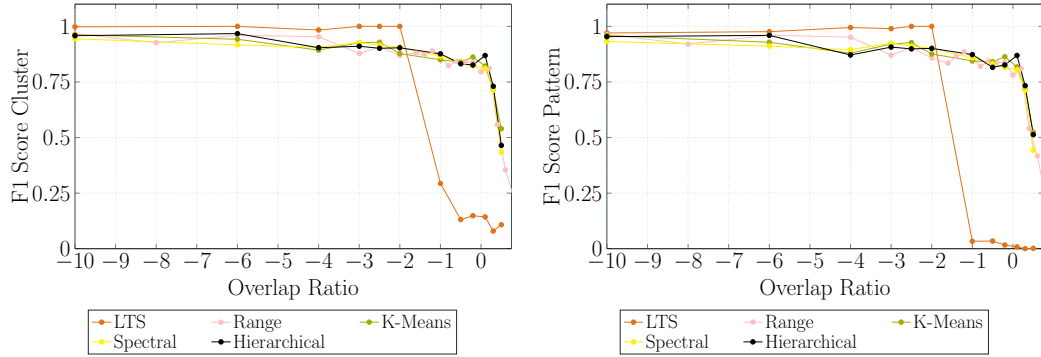 1
0.75
0.5
0.25
0
F1 Score Cluster
−10 −9 −8 −7 −6 −5 −4 −3 −2 −1 0
Overlap Ratio
LTS Range K-Means
Spectral Hierarchical
1
0.75
0.5
0.25
0
F1 Score Pattern
−10 −9 −8 −7 −6 −5 −4 −3 −2 −1 0
Overlap Ratio
LTS Range K-Means
Spectral Hierarchical